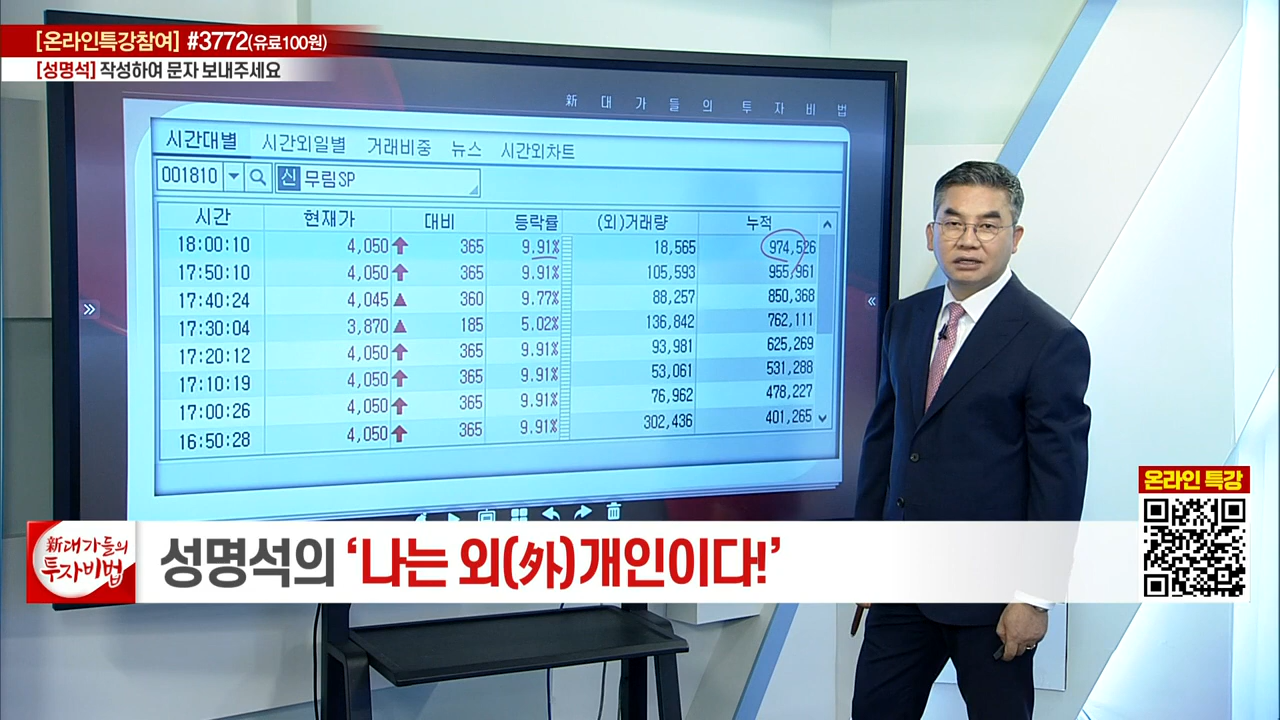 [온라인특강참여] #3772(유료100원)
[성명석] 작성하여 문자 보내주세요
新 대 가 들 의 투 자 비 법
시간대별 시간외일별 거래비중 뉴스 시간외차트
001810 신 무림SP
시간 현재가 대비 등락률 (외)거래량 누적
18:00:10 4,050 365 9.91% 18,565 974,526
17:50:10 4,050 365 9.91% 105,593 955,961
17:40:24 4,045 ▲ 360 9.77% 88,257 850,368
17:30:04 3,870 ▲ 185 5.02% 136,842 762,111
17:20:12 4,050 365 9.91% 93,981 625,269
17:10:19 4,050 365 9.91% 53,061 531,288
17:00:26 4,050 365 9.91% 76,962 478,227
16:50:28 4,050 365 9.91% 302,436 401,265
온라인 특강
新대가들의
투자비법
성명석의 ‘나는 외(外)개인이다!’